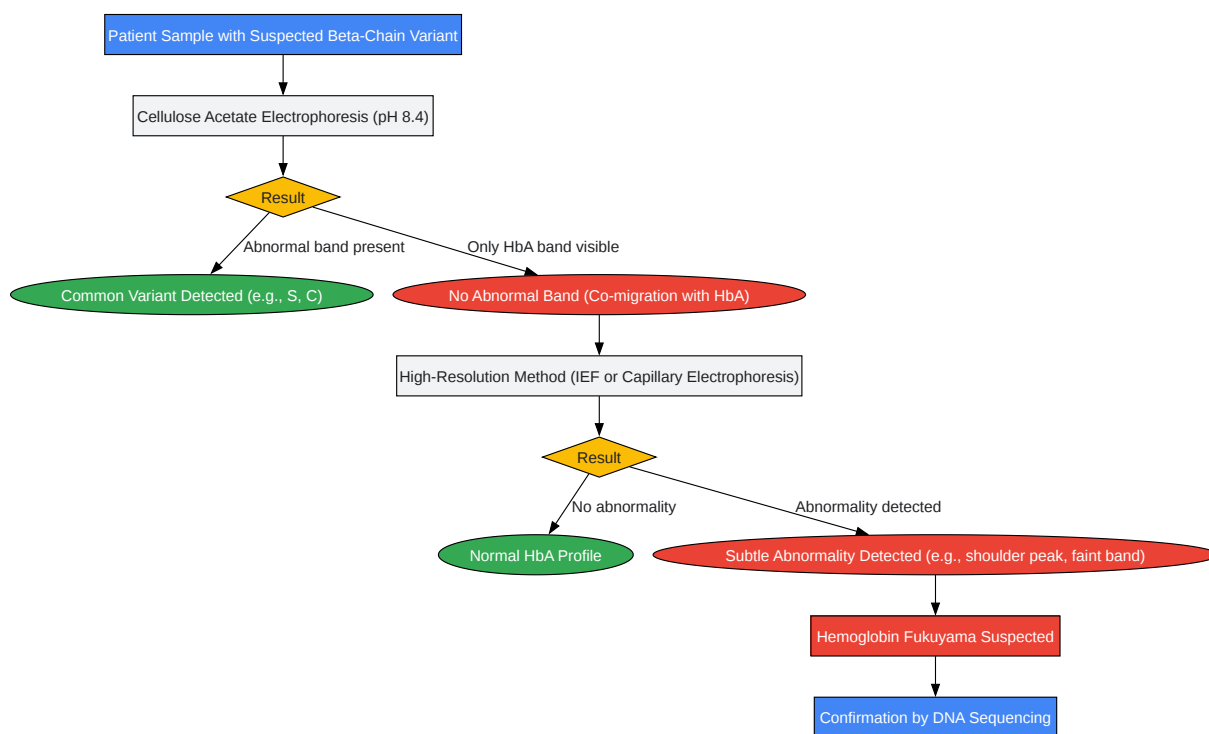 Patient Sample with Suspected Beta-Chain Variant
Cellulose Acetate Electrophoresis (pH 8.4)
Result
Abnormal band present
Only HbA band visible
Common Variant Detected (e.g., S, C)
No Abnormal Band (Co-migration with HbA)
High-Resolution Method (IEF or Capillary Electrophoresis)
Result
No abnormality
Abnormality detected
Normal HbA Profile
Subtle Abnormality Detected (e.g., shoulder peak, faint band)
Hemoglobin Fukuyama Suspected
Confirmation by DNA Sequencing